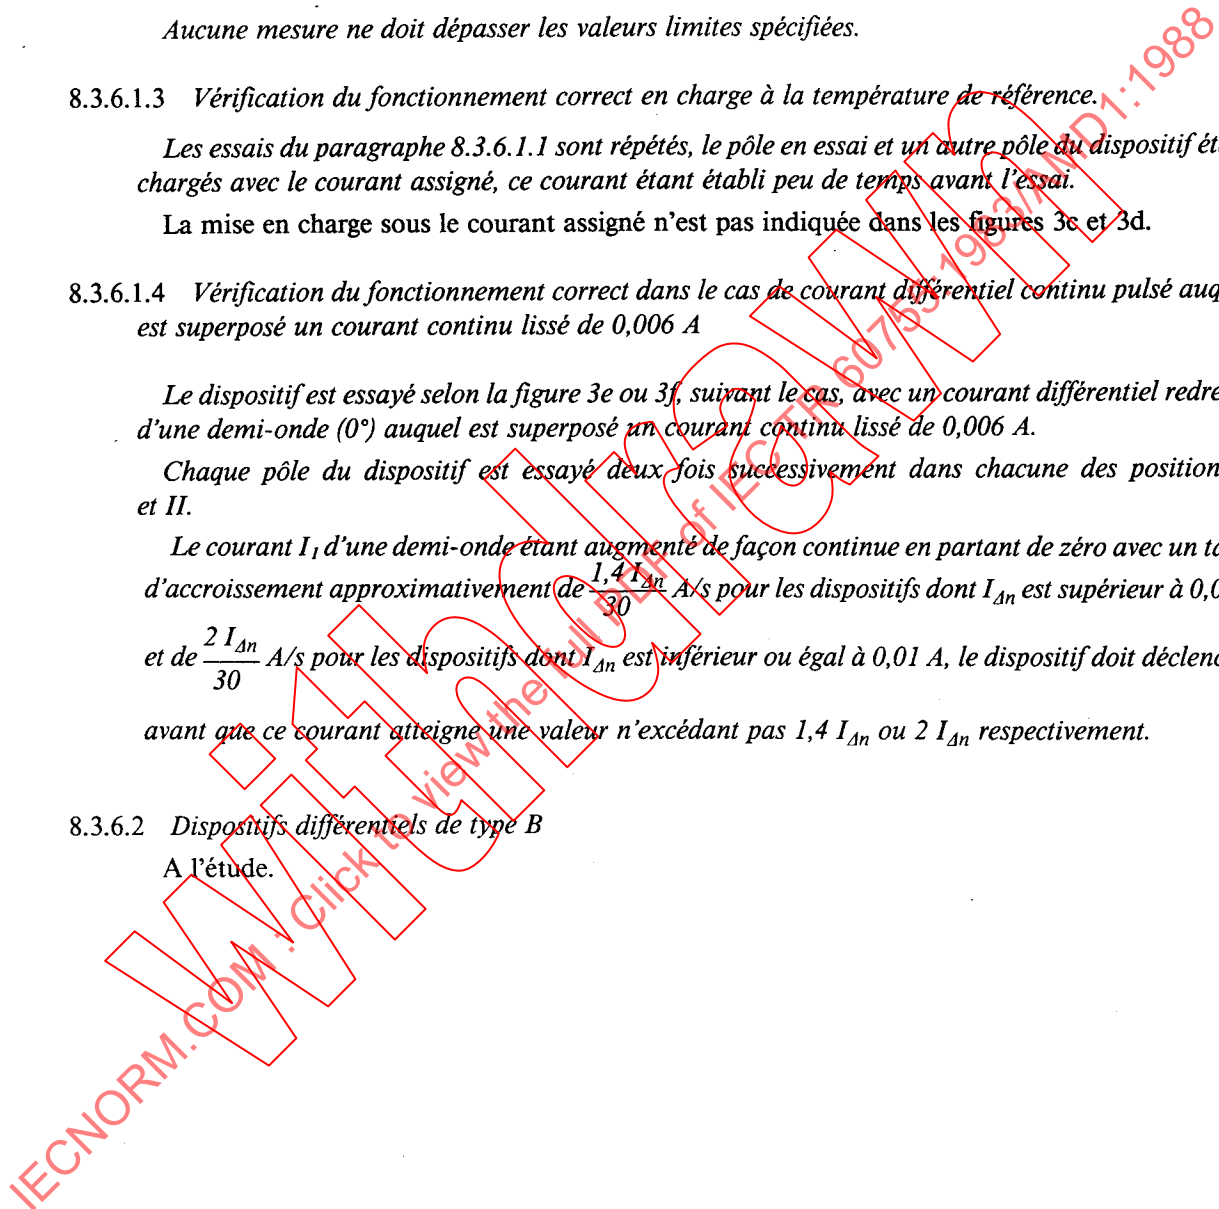 Aucune mesure ne doit dépasser les valeurs limites spécifiées.
8.3.6.1.3 Vérification du fonctionnement correct en charge à la température de référence.
Les essais du paragraphe 8.3.6.1.1 sont répétés, le pôle en essai et un autre pôle du dispositif ét
chargés avec le courant assigné, ce courant étant établi peu de temps avant l'essai.
La mise en charge sous le courant assigné n'est pas indiquée dans les figures 3c et 3d.
8.3.6.1.4 Vérification du fonctionnement correct dans le cas de courant différentiel continu pulsé auq
est superposé un courant continu lissé de 0,006 A
Le dispositif est essayé selon la figure 3e ou 3f, suivant le cas, avec un courant différentiel redre
d'une demi-onde (0°) auquel est superposé un courant continu lissé de 0,006 A.
Chaque pôle du dispositif est essayé deux fois successivement dans chacune des position
et II.
Le courant I1 d'une demi-onde étant augmenté de façon continue en partant de zéro avec un ta
d'accroissement approximativement de 1,4 IΔn/30 A/s pour les dispositifs dont IΔn est supérieur à 0,0
et de 2 IΔn/30 A/s pour les dispositifs dont IΔn est inférieur ou égal à 0,01 A, le dispositif doit déclenc
avant que ce courant atteigne une valeur n'excédant pas 1,4 IΔn ou 2 IΔn respectivement.
8.3.6.2 Dispositifs différentiels de type B
A l'étude.
withdrawn
IECNORM.COM : Click to view the full PDF of IEC TR 60755:1983/AMD1:1988